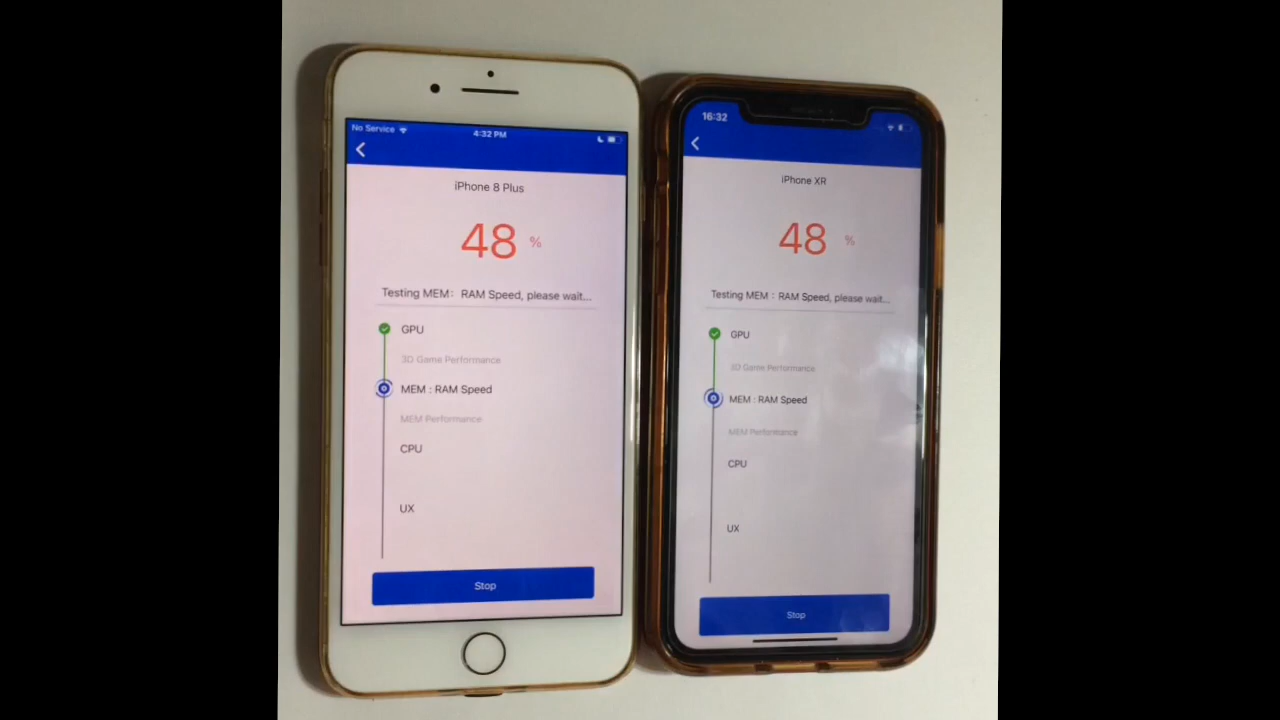 No Service
4:32 PM
iPhone 8 Plus
48 %
Testing MEM: RAM Speed, please wait...
GPU
3D Game Performance
MEM : RAM Speed
MEM Performance
CPU
UX
Stop
16:32
iPhone XR
48 %
Testing MEM : RAM Speed, please wait...
GPU
3D Game Performance
MEM : RAM Speed
MEM Performance
CPU
UX
Stop